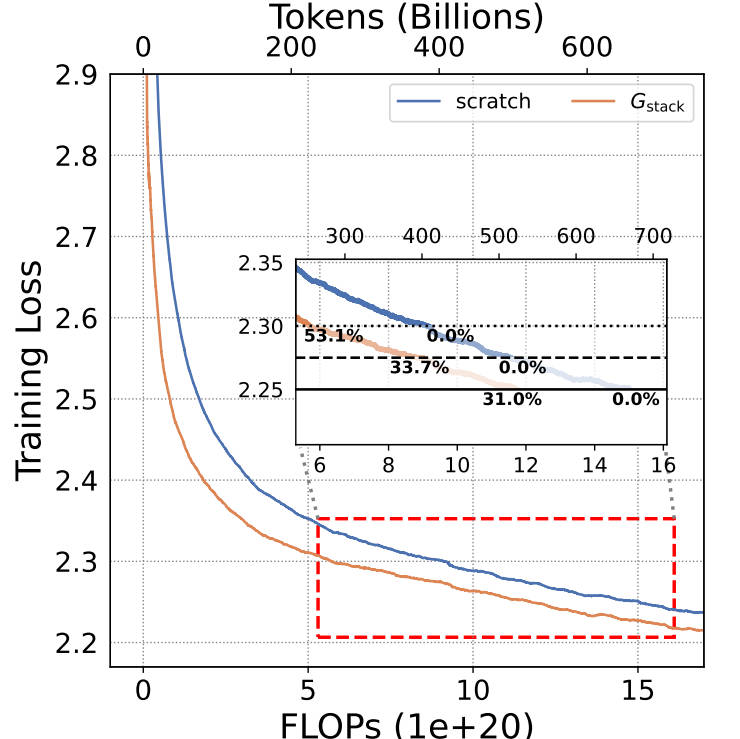 Tokens (Billions)
0 200 400 600
2.9
scratch G_stack
2.8
2.7
300 400 500 600 700
2.35
2.6
2.30
53.1% 0.0%
33.7% 0.0%
2.5
2.25
31.0% 0.0%
6 8 10 12 14 16
2.4
2.3
2.2
Training Loss
0 5 10 15
FLOPs (1e+20)